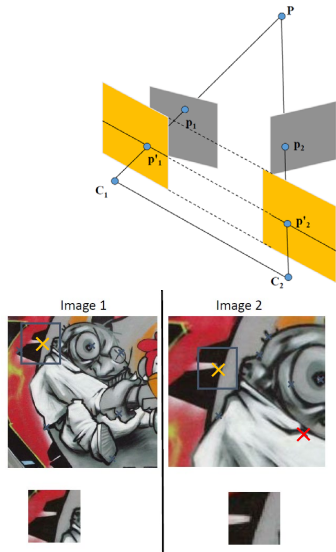 P
p₁
p₂
p'₁
p'₂
C₁
C₂
Image 1
Image 2